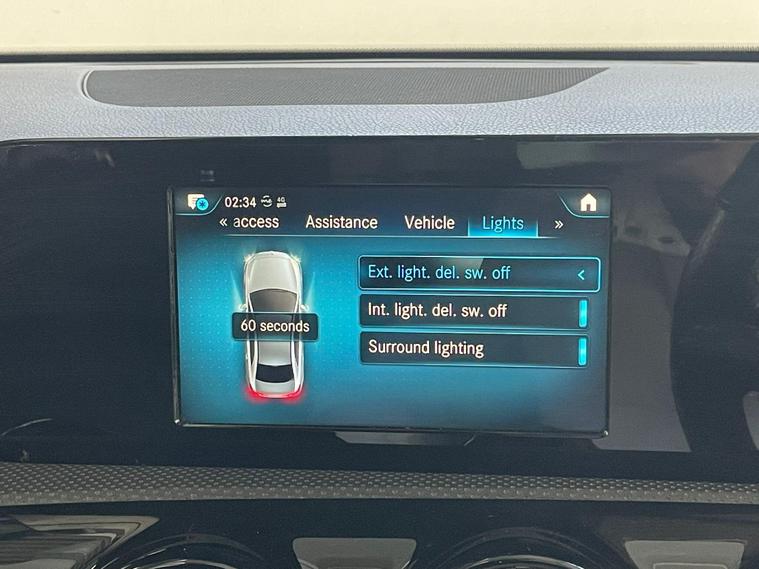 02:34 4G
« access Assistance Vehicle Lights »
Ext. light. del. sw. off <
60 seconds
Int. light. del. sw. off
Surround lighting